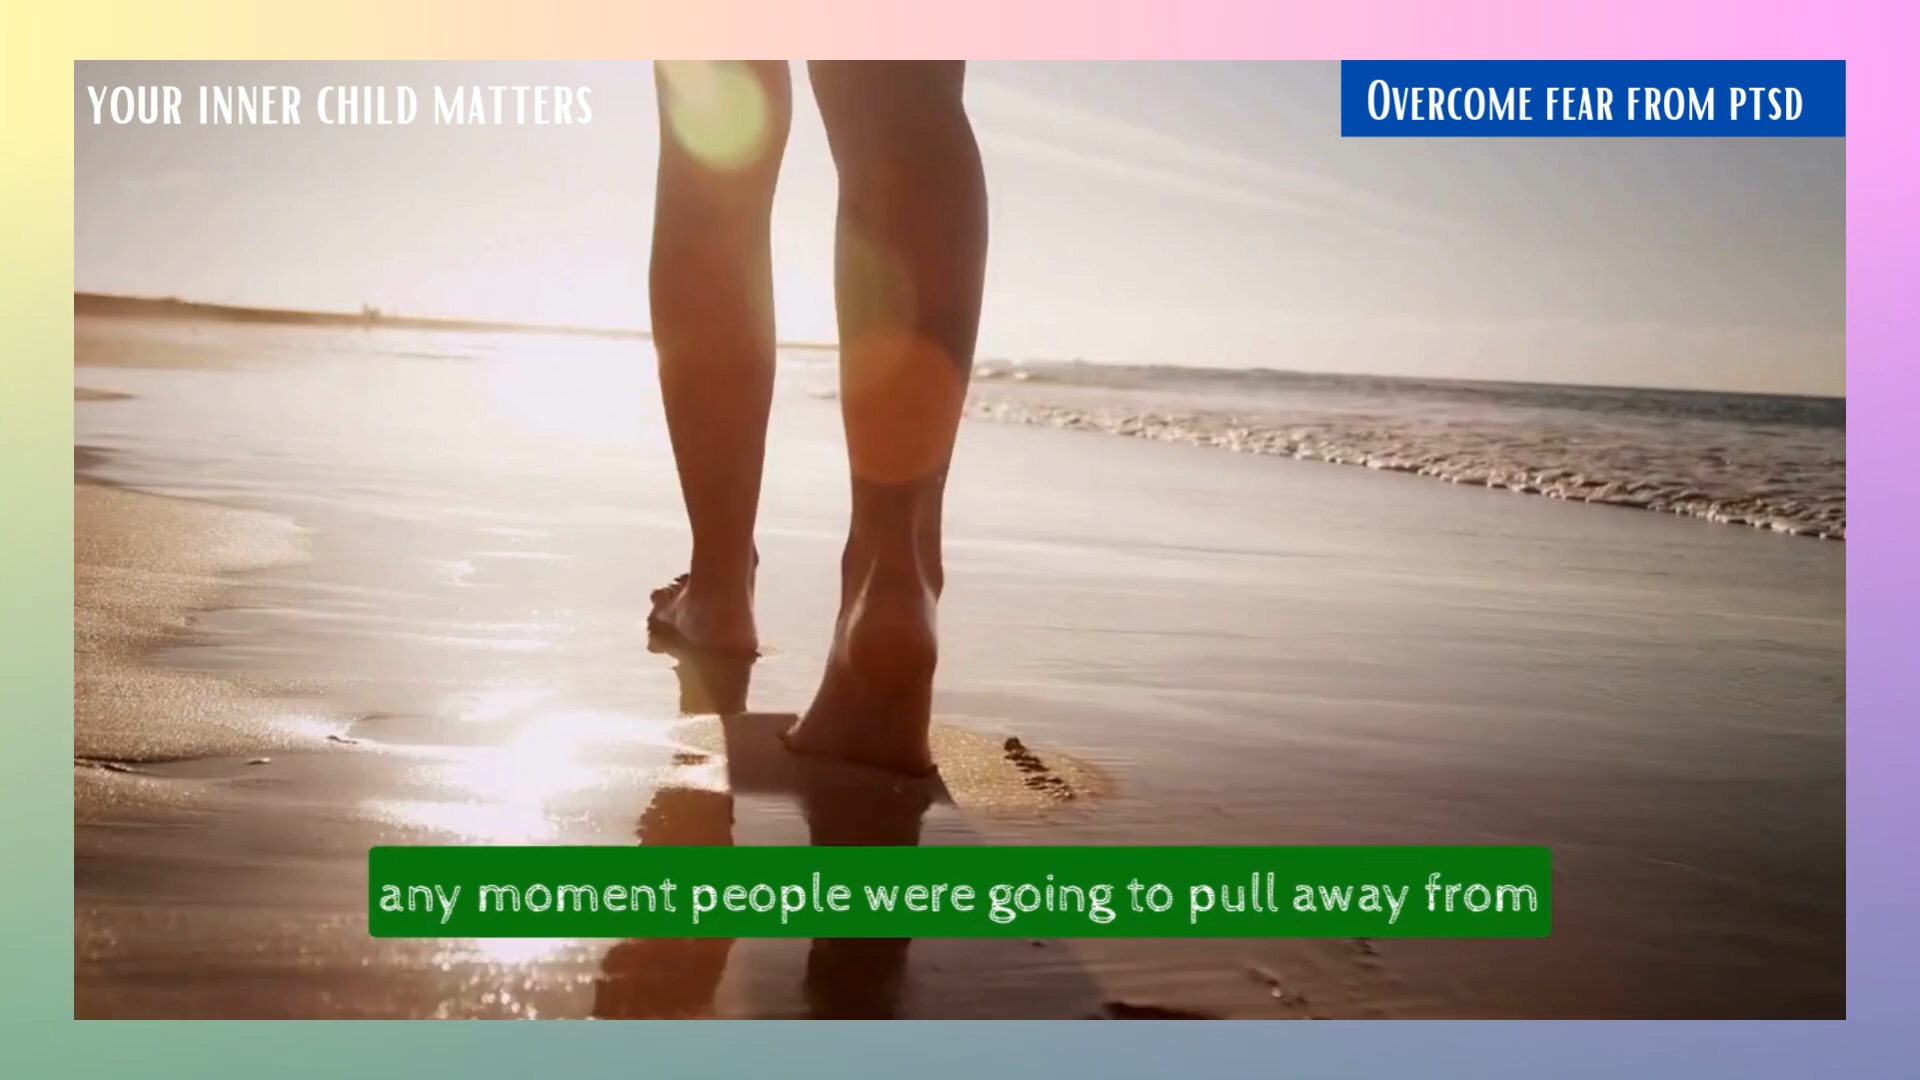 YOUR INNER CHILD MATTERS
OVERCOME FEAR FROM PTSD
any moment people were going to pull away from